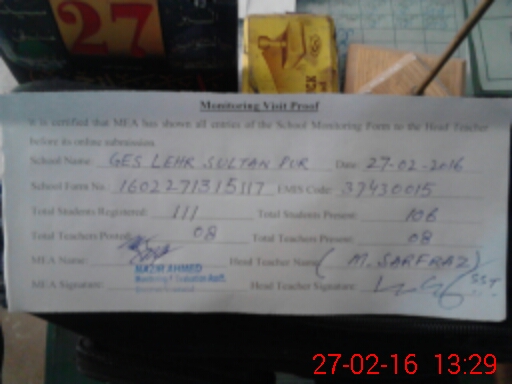 27
Monitoring Visit Proof
It is certified that MEA has shown all entries of the School Monitoring Form to the Head Teacher
before its online submission
School Name: GES LEHR SULTAN PUR Date: 27-02-2016
School Form No. 1602271315117 EMIS Code: 37430015
Total Students Registered: 111 Total Students Present: 106
Total Teachers Posted: 08 Total Teachers Present: 08
MEA Name: Head Teacher Name: (M. SARFRAZ)
NAZIR AHMED
MEA Signature: Head Teacher Signature: SST
27-02-16 13:29